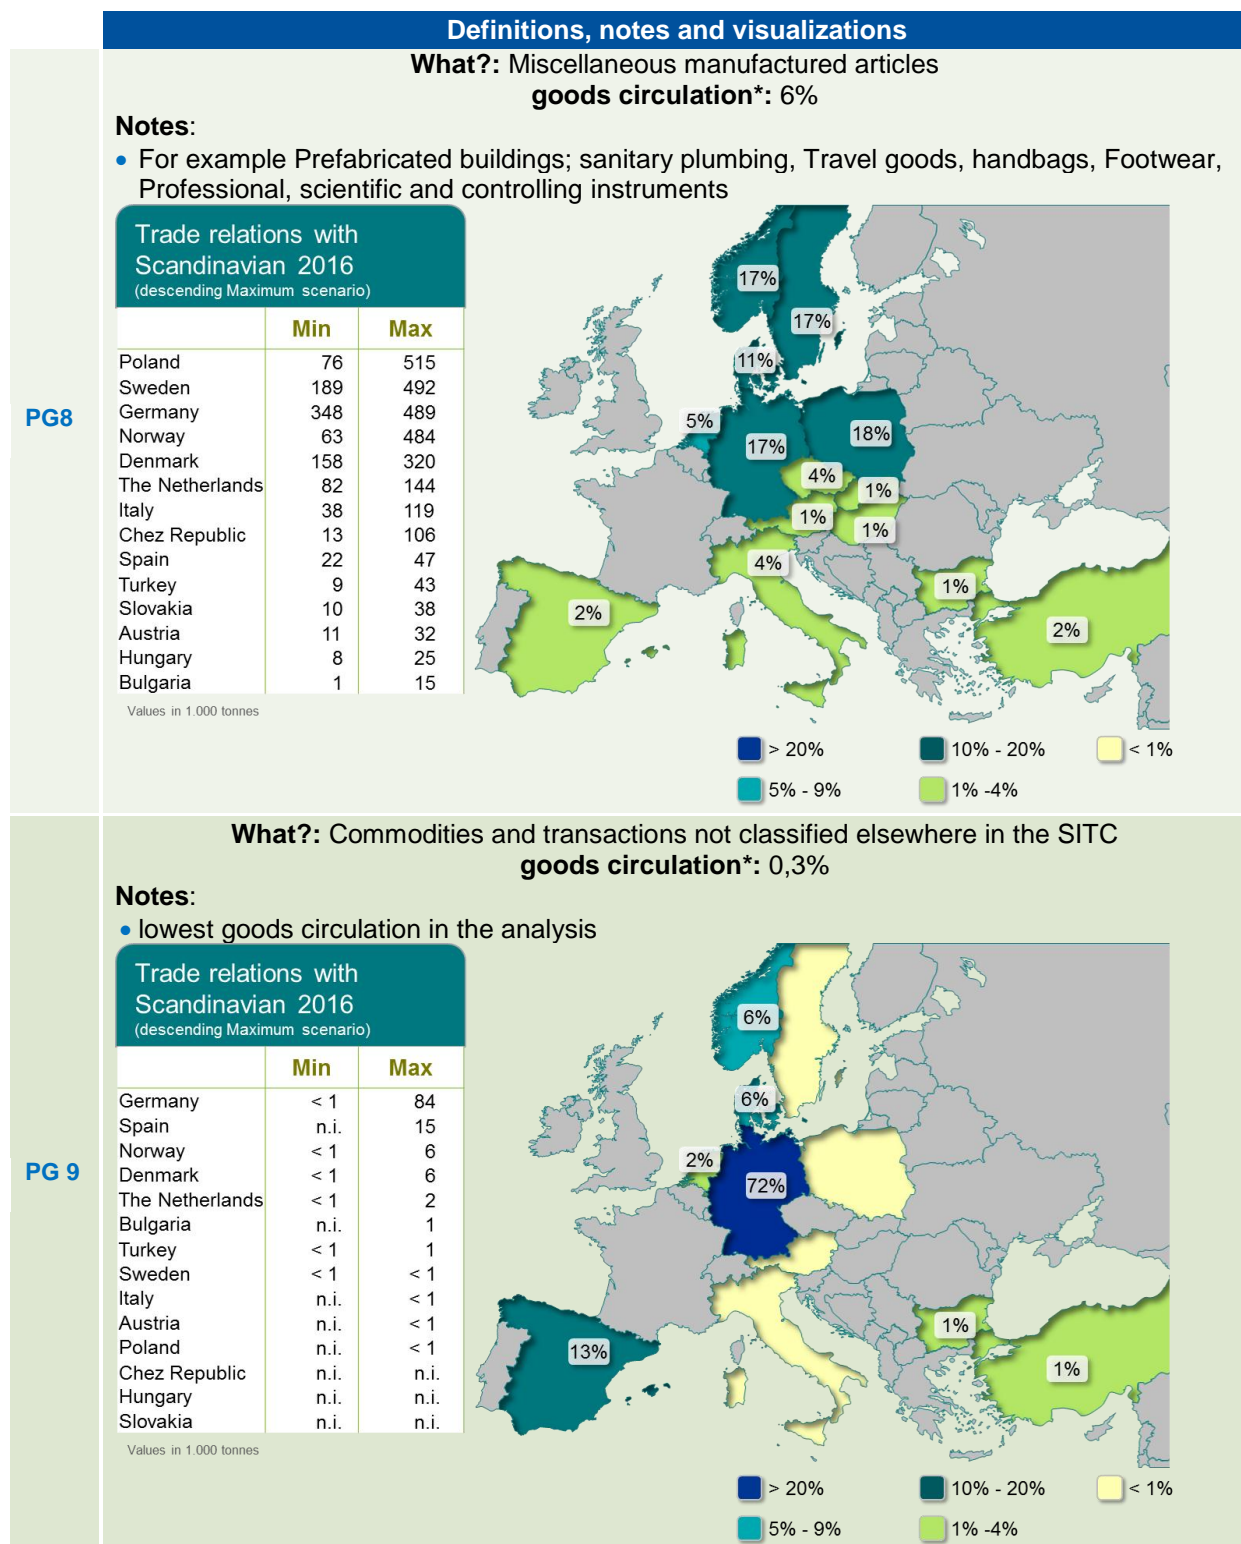 Definitions, notes and visualizations
What?: Miscellaneous manufactured articles
goods circulation*: 6%
Notes:
• For example Prefabricated buildings; sanitary plumbing, Travel goods, handbags, Footwear,
Professional, scientific and controlling instruments
PG8
Trade relations with
Scandinavian 2016
(descending Maximum scenario)
Min Max
Poland 76 515
Sweden 189 492
Germany 348 489
Norway 63 484
Denmark 158 320
The Netherlands 82 144
Italy 38 119
Chez Republic 13 106
Spain 22 47
Turkey 9 43
Slovakia 10 38
Austria 11 32
Hungary 8 25
Bulgaria 1 15
Values in 1.000 tonnes
17%
17%
11%
5%
17%
18%
4%
1%
1%
1%
4%
1%
2%
2%
> 20% 10% - 20% < 1%
5% - 9% 1% -4%
What?: Commodities and transactions not classified elsewhere in the SITC
goods circulation*: 0,3%
Notes:
• lowest goods circulation in the analysis
PG 9
Trade relations with
Scandinavian 2016
(descending Maximum scenario)
Min Max
Germany < 1 84
Spain n.i. 15
Norway < 1 6
Denmark < 1 6
The Netherlands < 1 2
Bulgaria n.i. 1
Turkey < 1 1
Sweden < 1 < 1
Italy n.i. < 1
Austria n.i. < 1
Poland n.i. < 1
Chez Republic n.i. n.i.
Hungary n.i. n.i.
Slovakia n.i. n.i.
Values in 1.000 tonnes
6%
6%
2%
72%
1%
13%
1%
> 20% 10% - 20% < 1%
5% - 9% 1% -4%